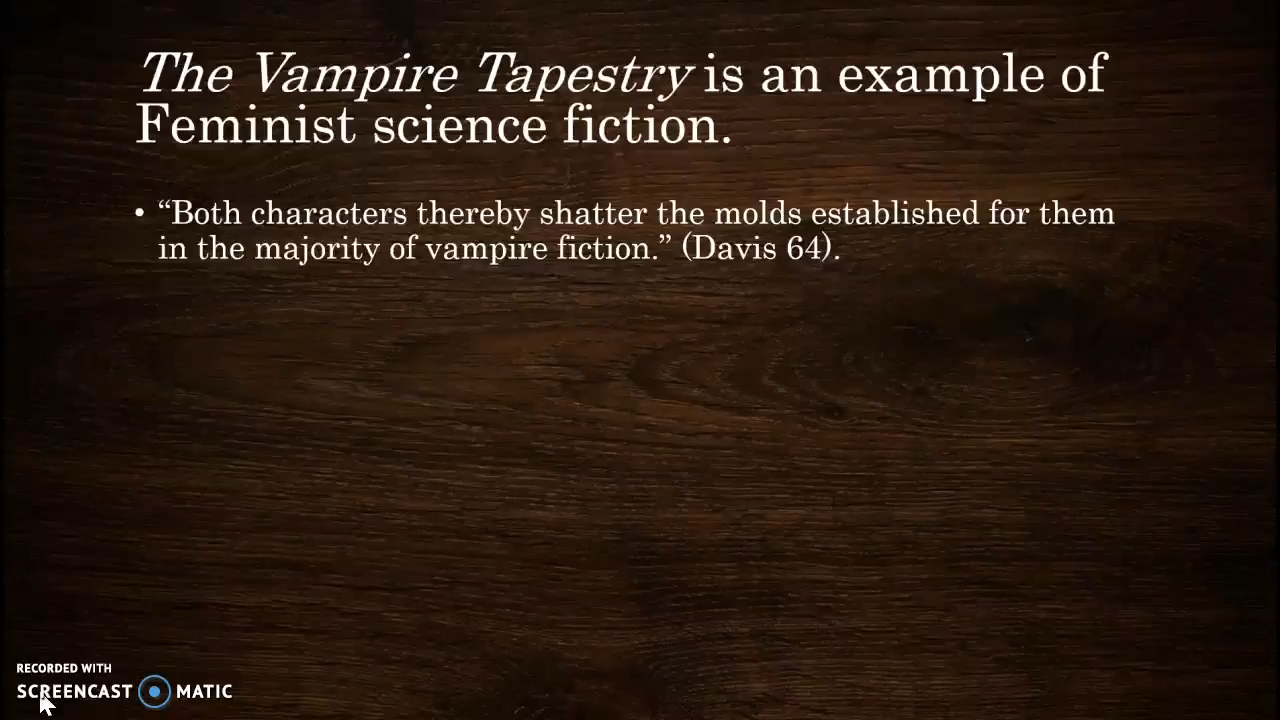 The Vampire Tapestry is an example of
Feminist science fiction.
• “Both characters thereby shatter the molds established for them
in the majority of vampire fiction.” (Davis 64).
RECORDED WITH
SCREENCAST MATIC